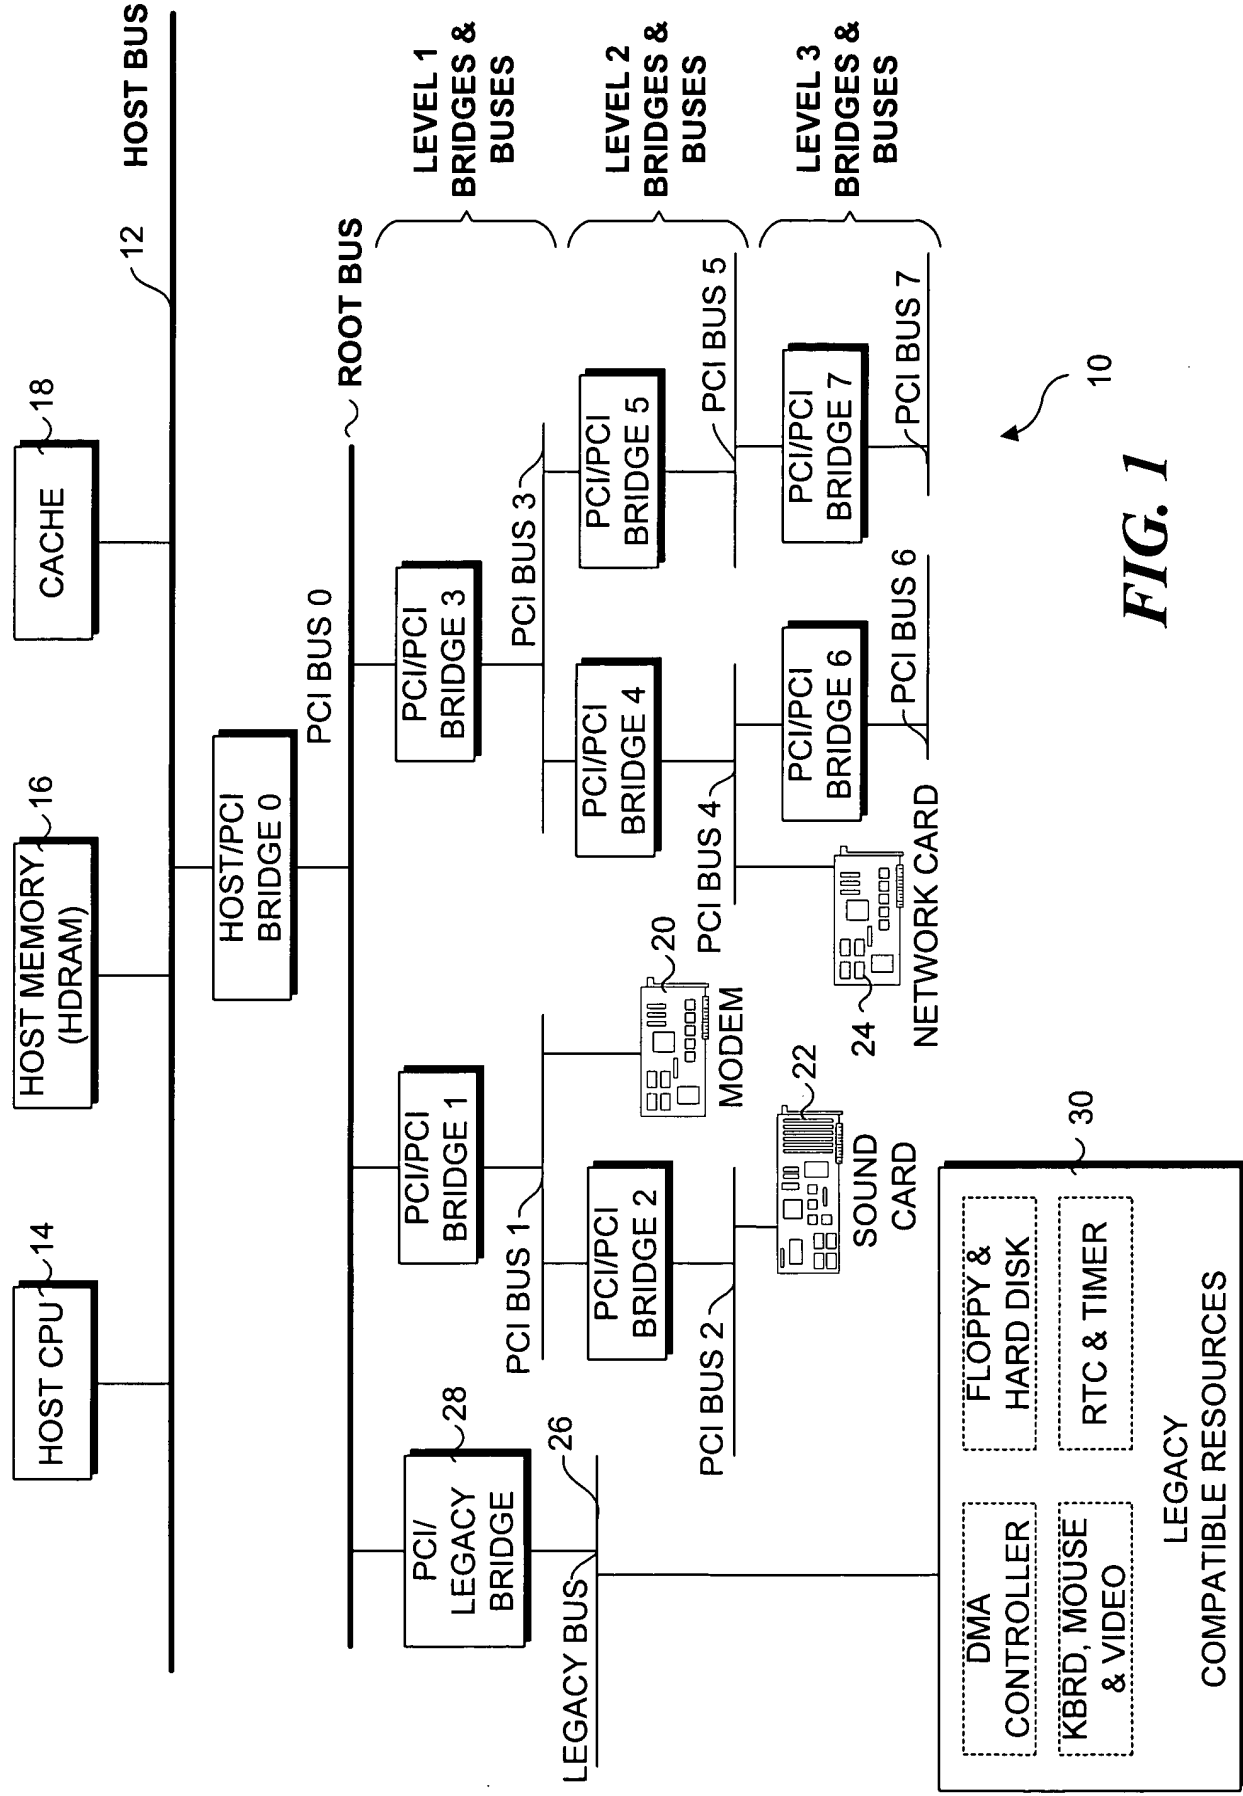 HOST CPU
14
HOST MEMORY
(HDRAM)
16
CACHE
18
12
HOST BUS
HOST/PCI
BRIDGE 0
PCI BUS 0
ROOT BUS
PCI/
LEGACY
BRIDGE
28
PCI/PCI
BRIDGE 1
PCI/PCI
BRIDGE 3
LEVEL 1
BRIDGES &
BUSES
LEGACY BUS
26
PCI BUS 1
PCI BUS 3
PCI/PCI
BRIDGE 2
20
MODEM
PCI/PCI
BRIDGE 4
PCI/PCI
BRIDGE 5
LEVEL 2
BRIDGES &
BUSES
PCI BUS 2
PCI BUS 4
PCI BUS 5
22
SOUND
CARD
24
NETWORK CARD
PCI/PCI
BRIDGE 6
PCI/PCI
BRIDGE 7
LEVEL 3
BRIDGES &
BUSES
PCI BUS 6
PCI BUS 7
DMA
CONTROLLER
FLOPPY &
HARD DISK
KBRD, MOUSE
& VIDEO
RTC & TIMER
LEGACY
COMPATIBLE RESOURCES
30
10
FIG. 1